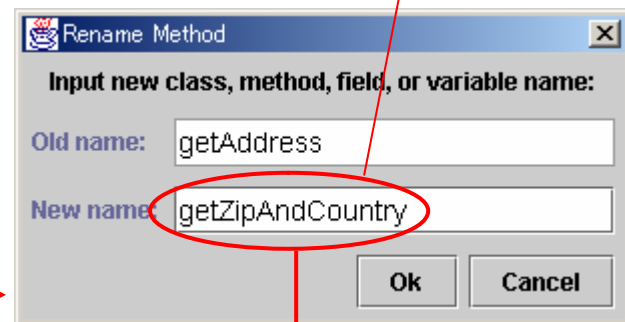 Rename Method
Input new class, method, field, or variable name:
Old name: getAddress
New name: getZipAndCountry
Ok Cancel